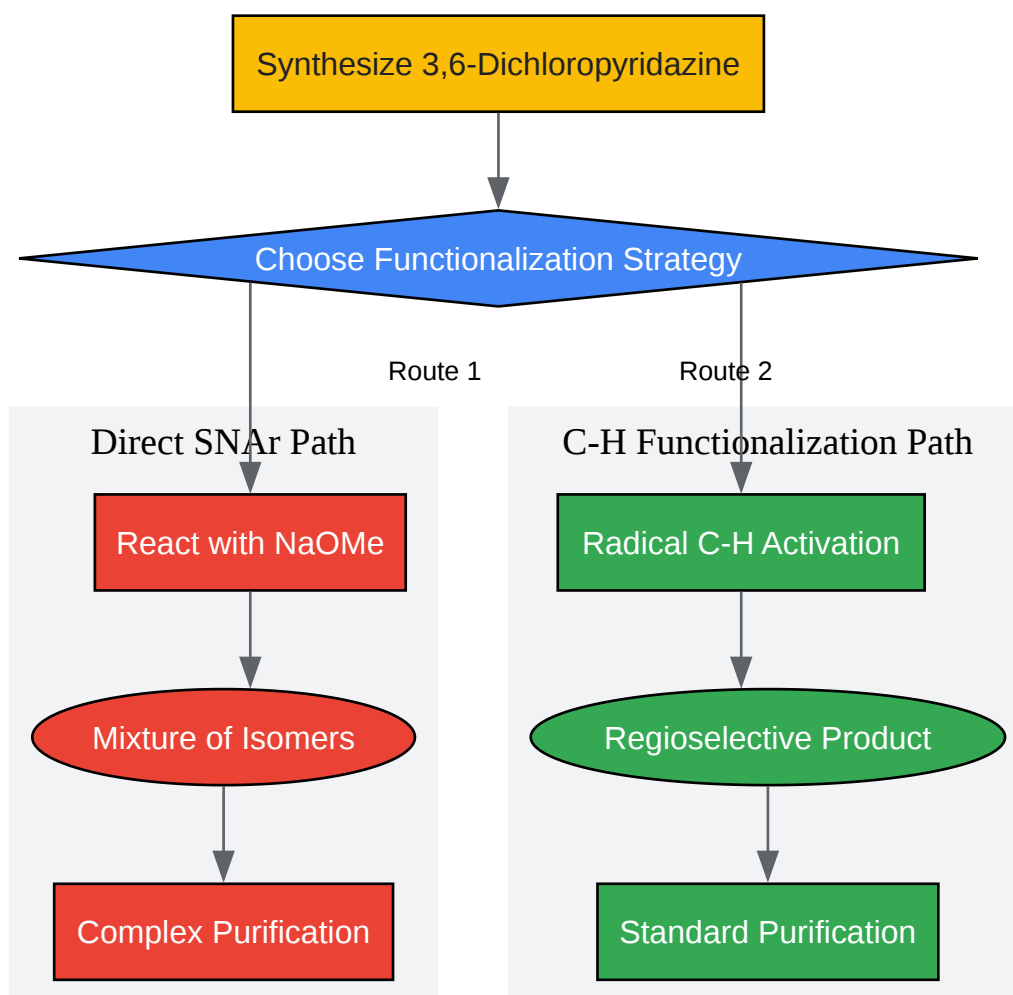 Synthesize 3,6-Dichloropyridazine
Choose Functionalization Strategy
Route 1
Route 2
Direct SNAr Path
C-H Functionalization Path
React with NaOMe
Radical C-H Activation
Mixture of Isomers
Regioselective Product
Complex Purification
Standard Purification